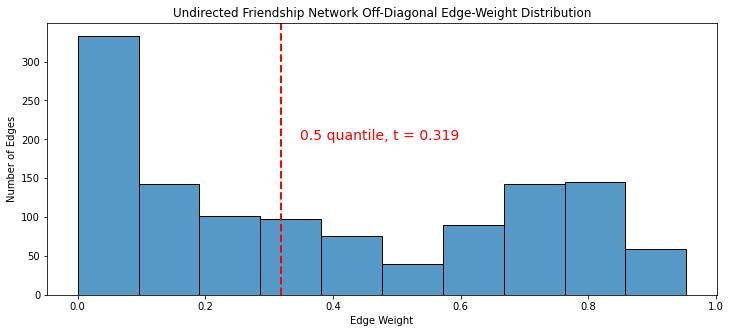 Undirected Friendship Network Off-Diagonal Edge-Weight Distribution
300
250
200
150
100
50
0
Number of Edges
0.5 quantile, t = 0.319
0.0 0.2 0.4 0.6 0.8 1.0
Edge Weight